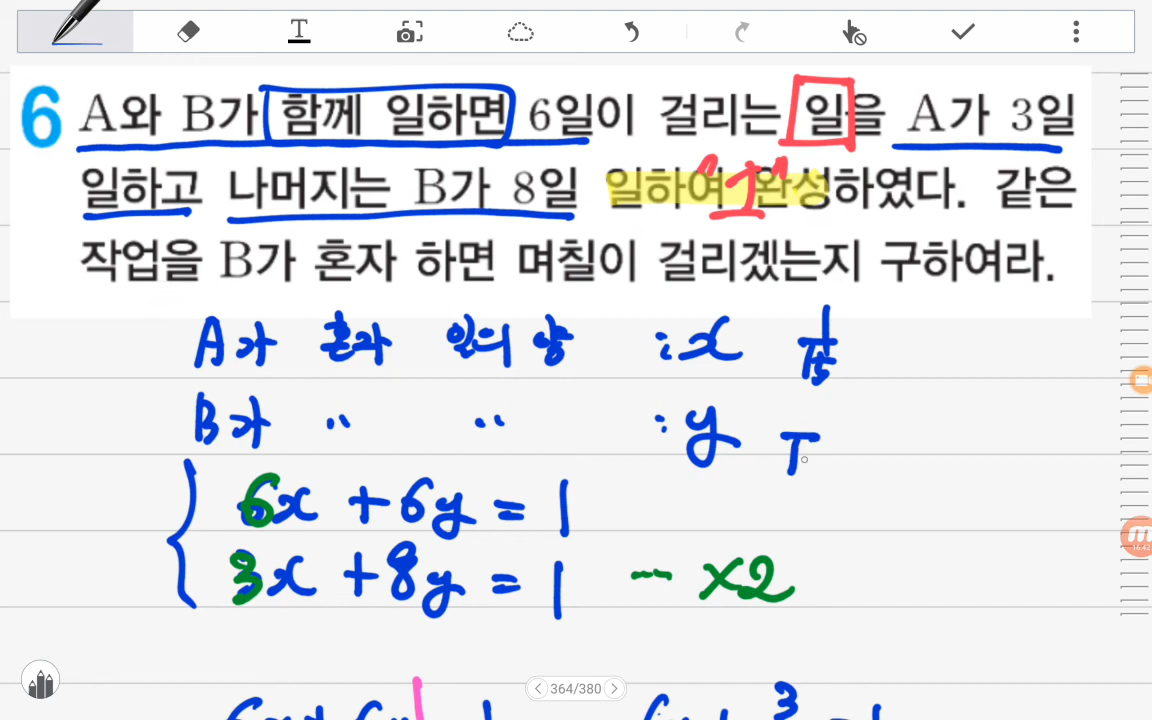 6 A와 B가 함께 일하면 6일이 걸리는 일을 A가 3일
일하고 나머지는 B가 8일 일하여 완성하였다. 같은
"1"
작업을 B가 혼자 하면 며칠이 걸리겠는지 구하여라.
A가 혼자 일의 양 : x 1/15
B가 " " : y
6x + 6y = 1
3x + 8y = 1 -- ×2
364/380